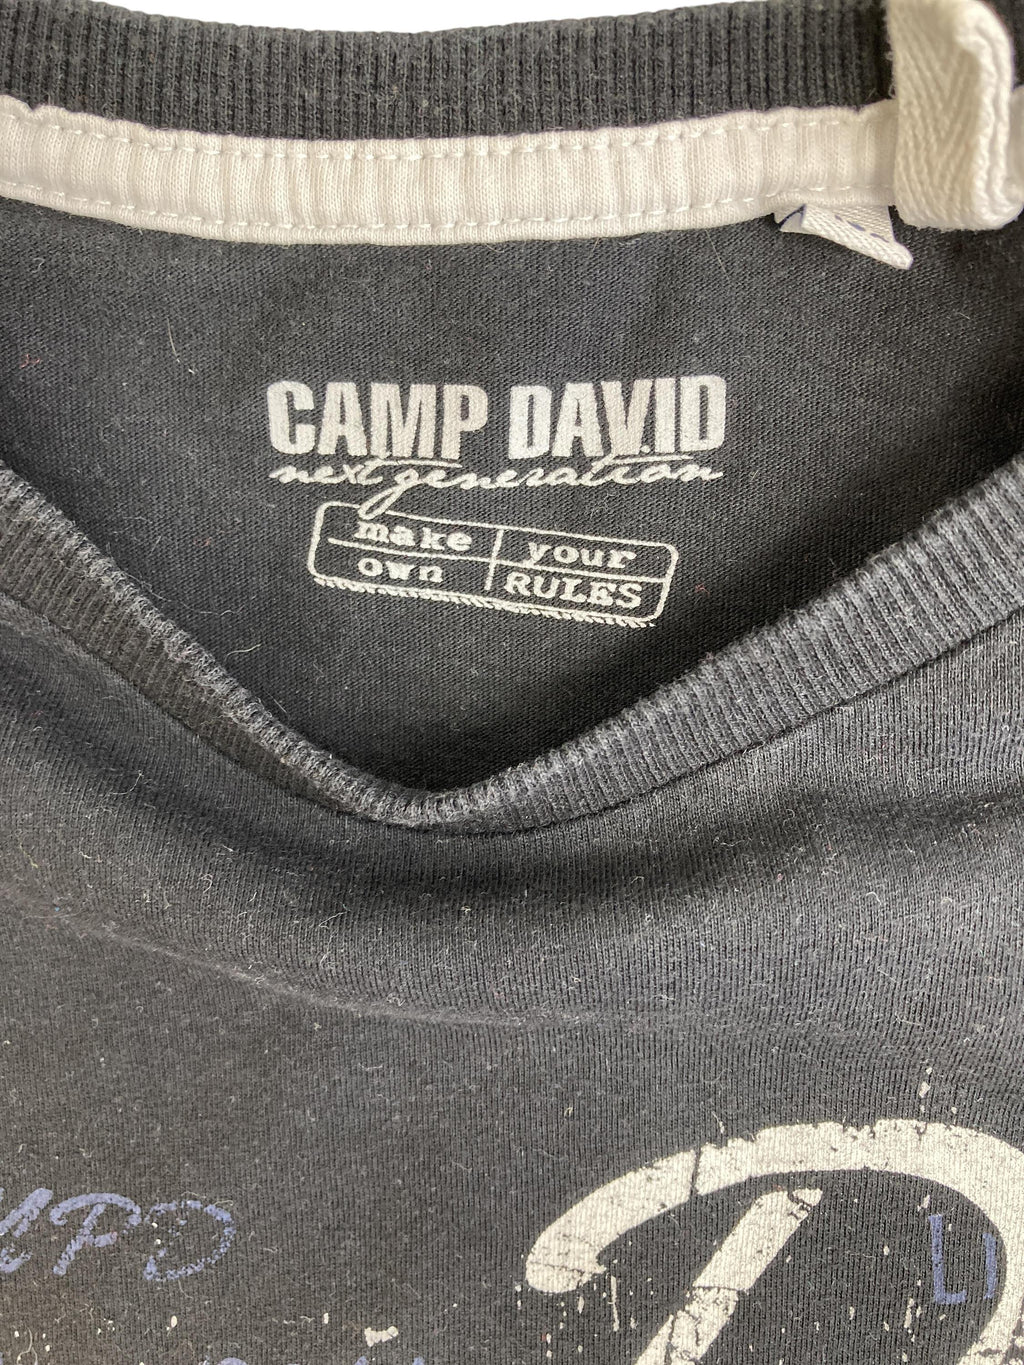 CAMP DAVID
next generation
make your
own RULES